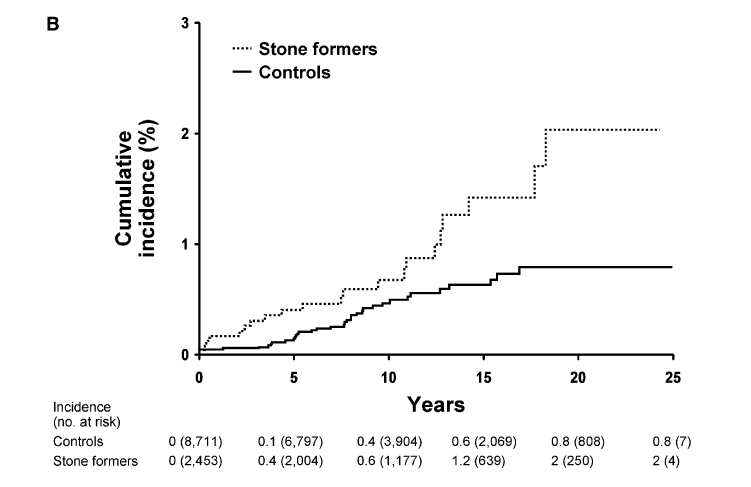 B
3
Stone formers
Controls
2
Cumulative
incidence (%)
1
0
0 5 10 15 20 25
Years
Incidence
(no. at risk)
Controls 0 (8,711) 0.1 (6,797) 0.4 (3,904) 0.6 (2,069) 0.8 (808) 0.8 (7)
Stone formers 0 (2,453) 0.4 (2,004) 0.6 (1,177) 1.2 (639) 2 (250) 2 (4)